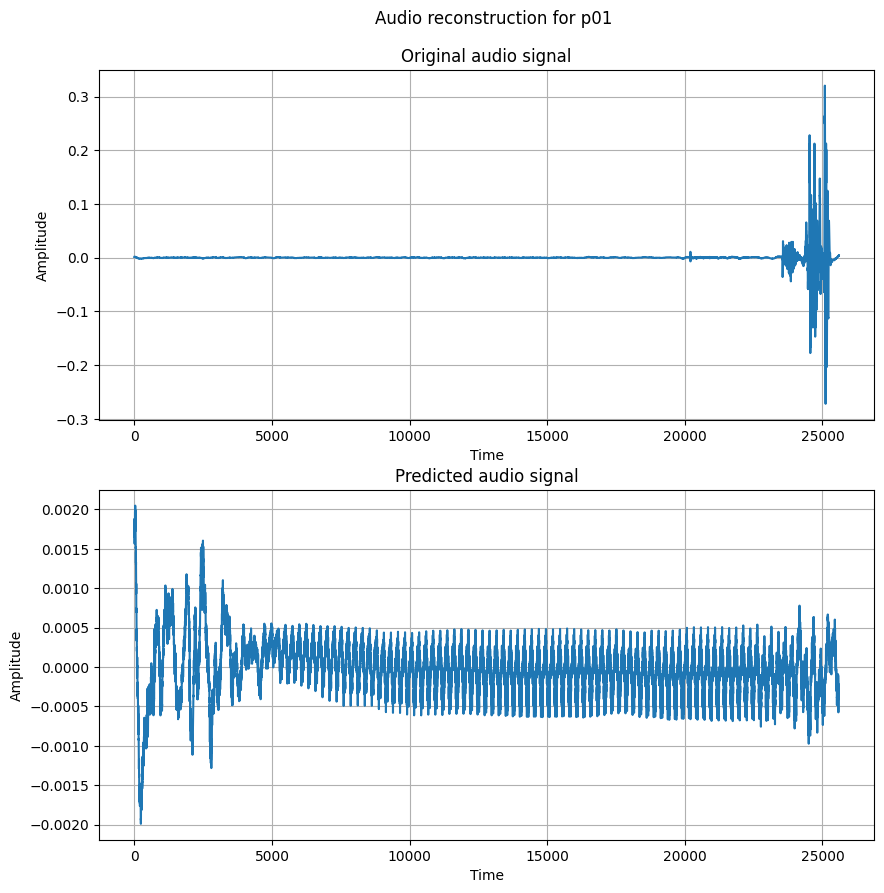 Audio reconstruction for p01
Original audio signal
0.3
0.2
0.1
0.0
−0.1
−0.2
−0.3
Amplitude
0 5000 10000 15000 20000 25000
Time
Predicted audio signal
0.0020
0.0015
0.0010
0.0005
0.0000
−0.0005
−0.0010
−0.0015
−0.0020
Amplitude
0 5000 10000 15000 20000 25000
Time